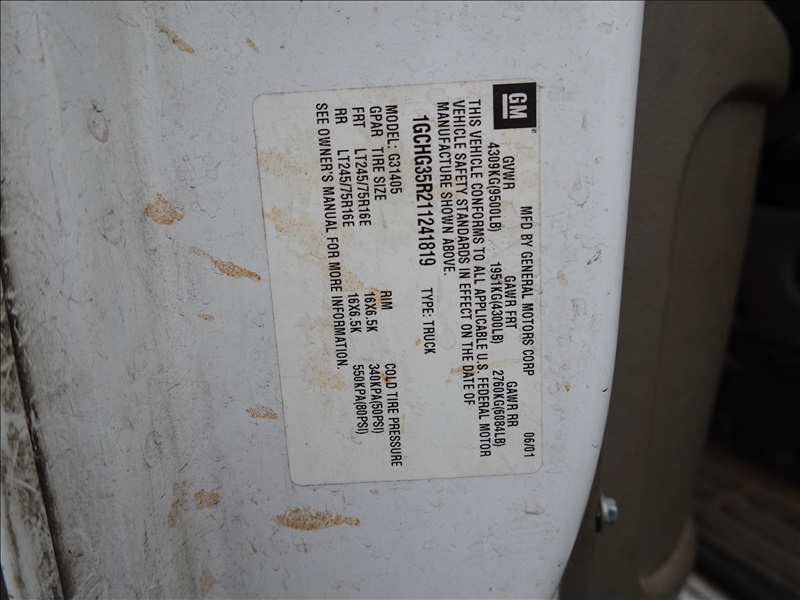 GM
MFD BY GENERAL MOTORS CORP 06/01
GVWR GAWR FRT GAWR RR
4309KG(9500LB) 1951KG(4300LB) 2760KG(6084LB)
THIS VEHICLE CONFORMS TO ALL APPLICABLE U.S. FEDERAL MOTOR
VEHICLE SAFETY STANDARDS IN EFFECT ON THE DATE OF
MANUFACTURE SHOWN ABOVE.
1GCHG35R211241819 TYPE: TRUCK
MODEL: G31405
GPAR TIRE SIZE RIM COLD TIRE PRESSURE
FRT LT245/75R16E 16X6.5K 340KPA(50PSI)
RR LT245/75R16E 16X6.5K 550KPA(80PSI)
SEE OWNER'S MANUAL FOR MORE INFORMATION.